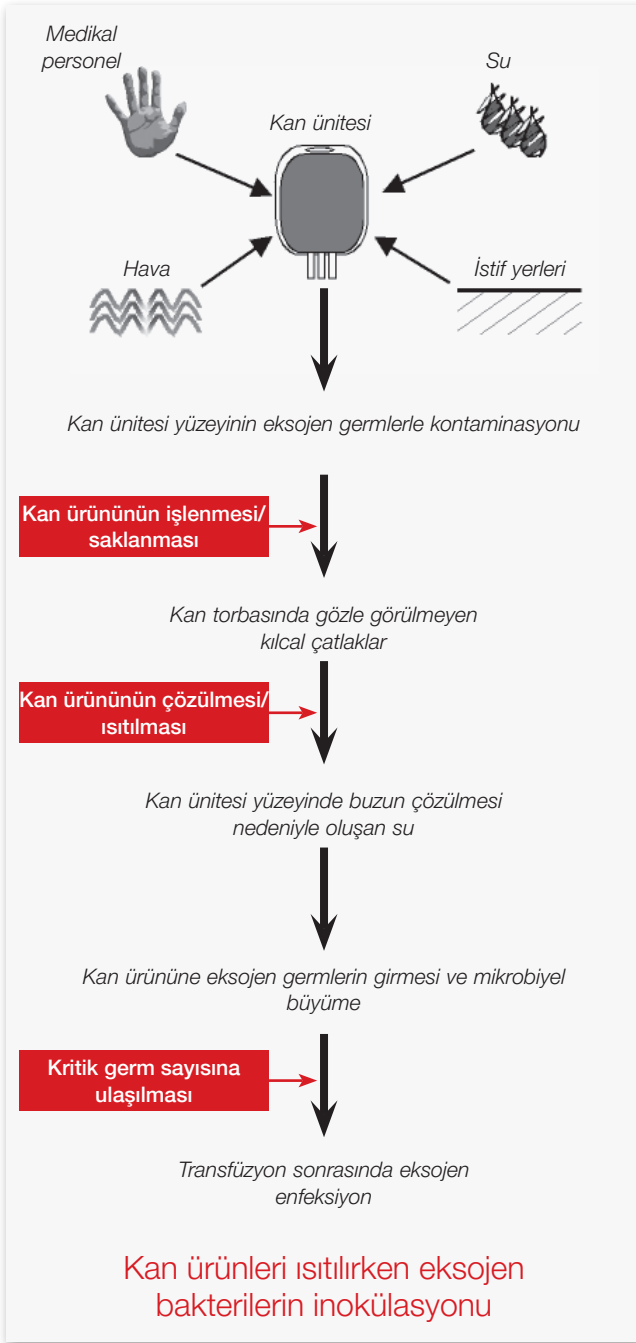 Medikal
personel
Su
Kan ünitesi
Hava
İstif yerleri
Kan ünitesi yüzeyinin eksojen germlerle kontaminasyonu
Kan ürününün işlenmesi/
saklanması
Kan torbasında gözle görülmeyen
kılcal çatlaklar
Kan ürününün çözülmesi/
ısıtılması
Kan ünitesi yüzeyinde buzun çözülmesi
nedeniyle oluşan su
Kan ürününe eksojen germlerin girmesi ve mikrobiyel
büyüme
Kritik germ sayısına
ulaşılması
Transfüzyon sonrasında eksojen
enfeksiyon
Kan ürünleri ısıtılırken eksojen
bakterilerin inokülasyonu